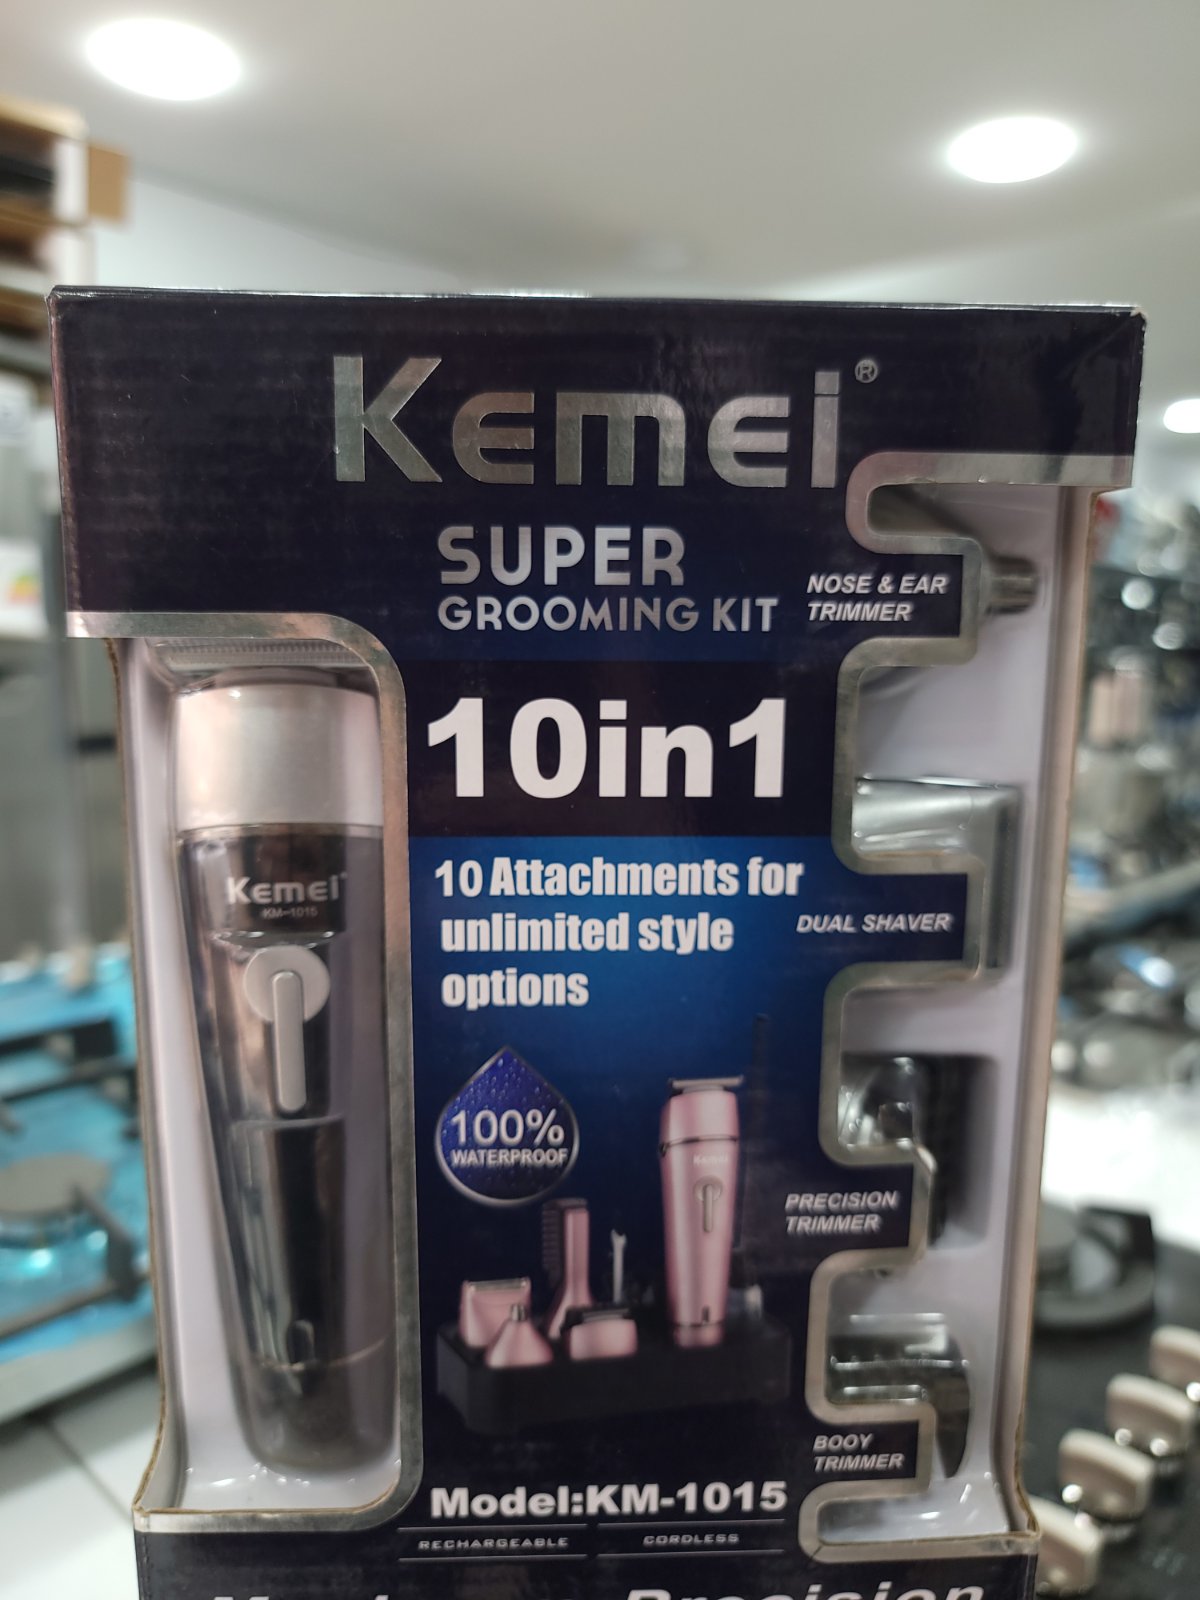 Kemei®
SUPER
GROOMING KIT
NOSE & EAR
TRIMMER
10in1
Kemei
KM-1015
10 Attachments for
unlimited style
options
DUAL SHAVER
100%
WATERPROOF
Kemei
PRECISION
TRIMMER
BOOY
TRIMMER
Model:KM-1015
RECHARGEABLE
CORDLESS
Precision